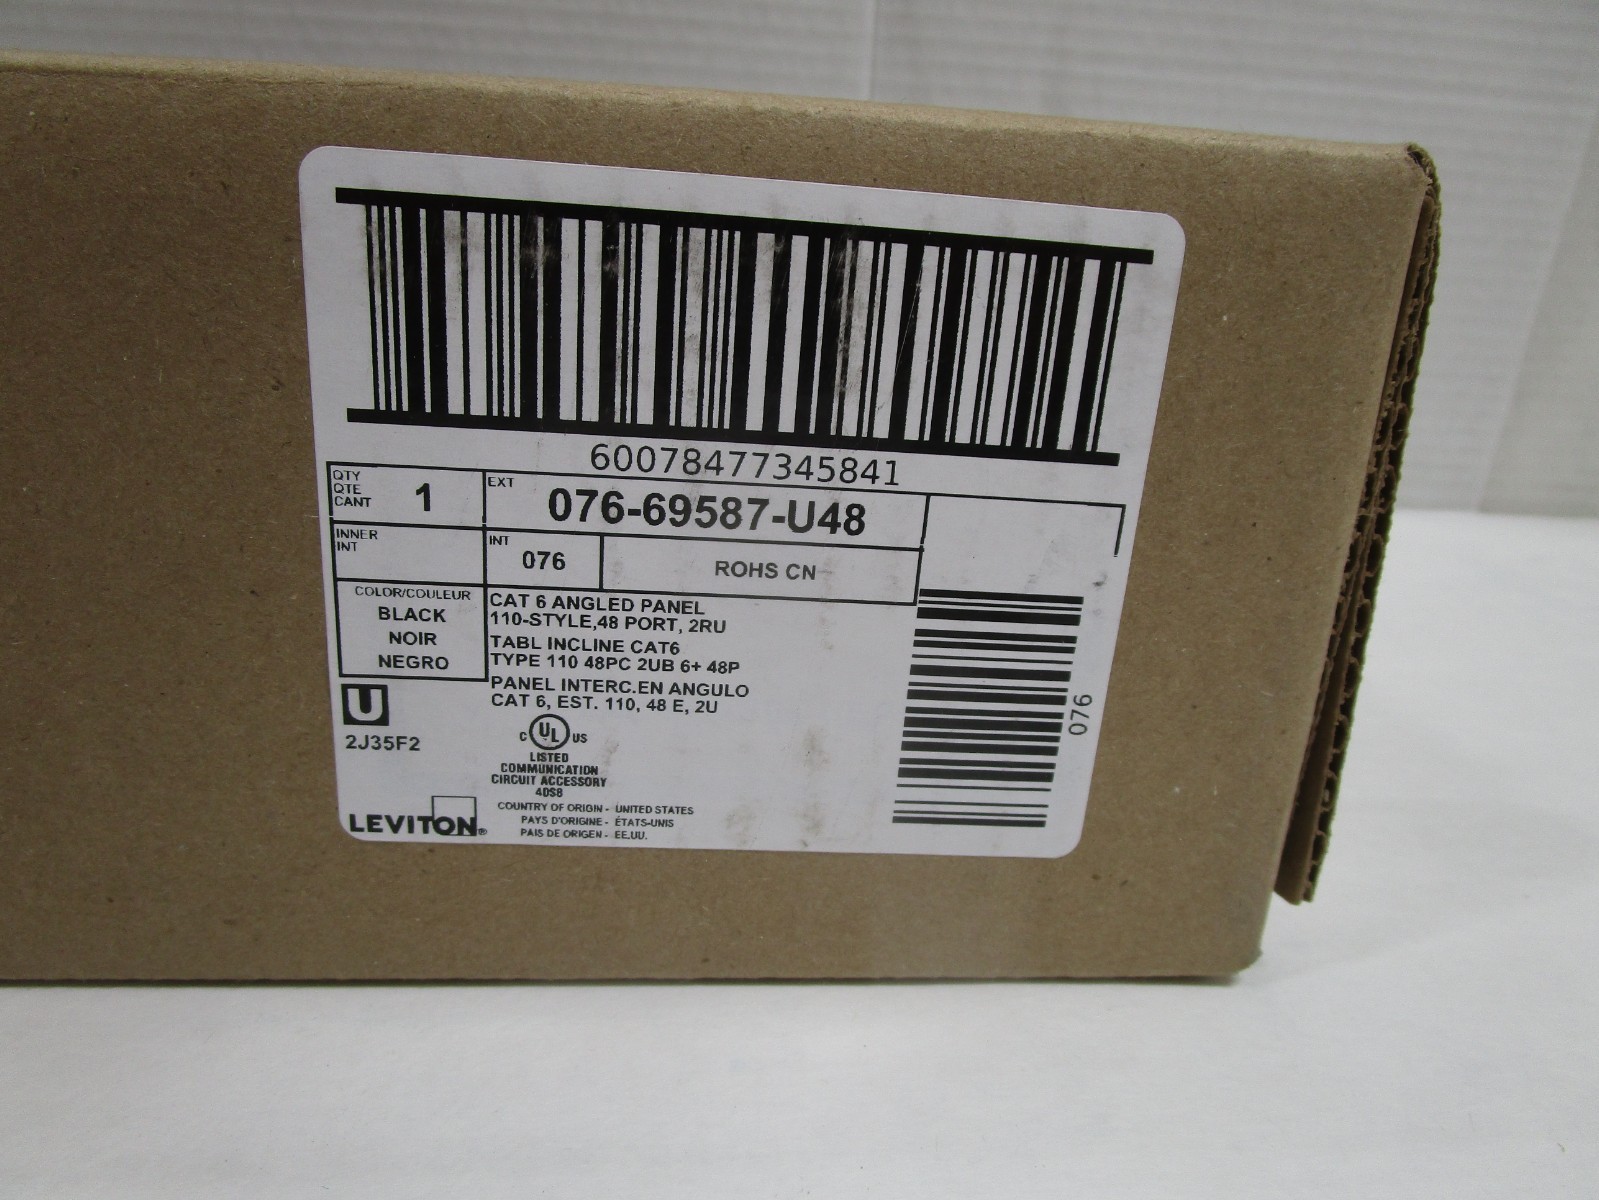 60078477345841
QTY
QTE
CANT
1
EXT
076-69587-U48
INNER
INT
INT
076
ROHS CN
COLOR/COULEUR
BLACK
NOIR
NEGRO
CAT 6 ANGLED PANEL
110-STYLE,48 PORT, 2RU
TABL INCLINE CAT6
TYPE 110 48PC 2UB 6+ 48P
PANEL INTERC.EN ANGULO
CAT 6, EST. 110, 48 E, 2U
U
2J35F2
C UL US
LISTED
COMMUNICATION
CIRCUIT ACCESSORY
4DS8
COUNTRY OF ORIGIN - UNITED STATES
PAYS D'ORIGINE - ÉTATS-UNIS
PAIS DE ORIGEN - EE.UU.
LEVITON®
076